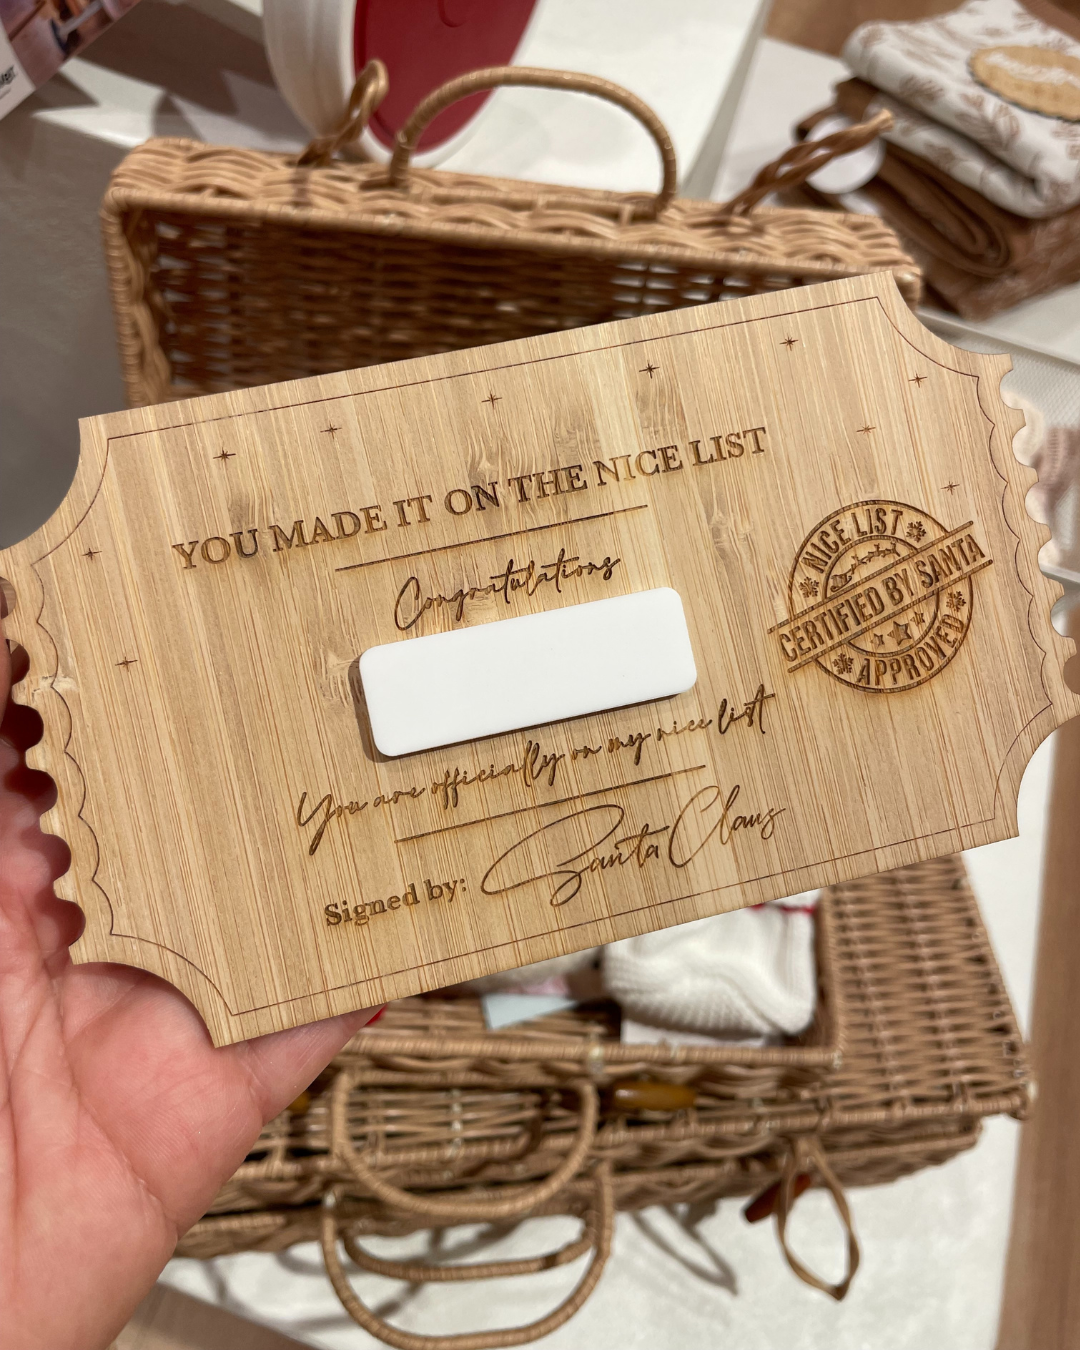 YOU MADE IT ON THE NICE LIST
Congratulations
You are officially on my nice list
Signed by: Santa Claus
NICE LIST
CERTIFIED BY SANTA
APPROVED